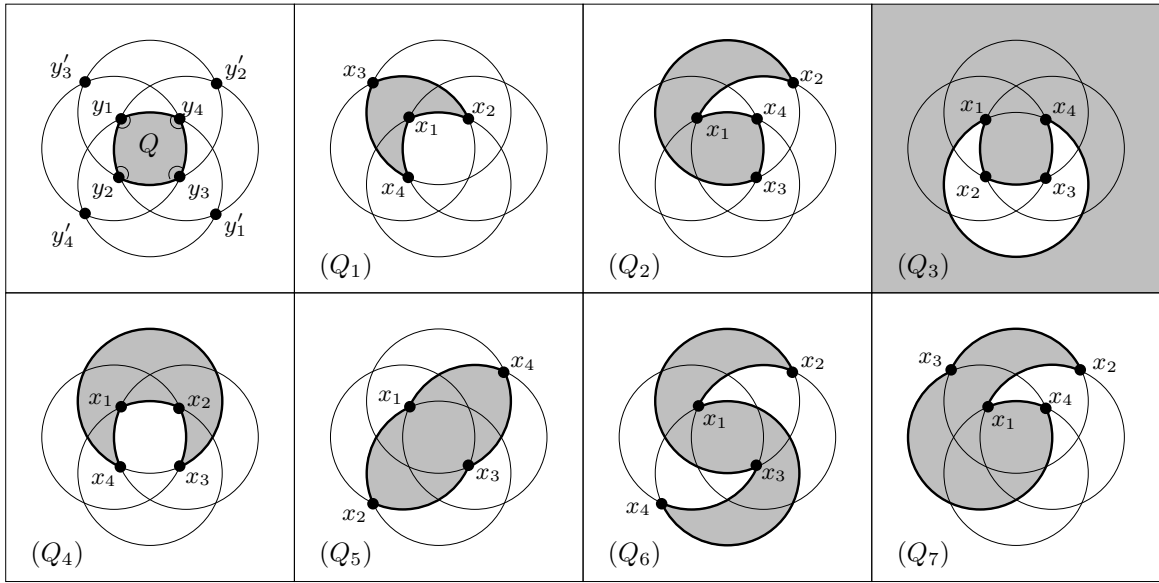 y′₃ y′₂
y₁ y₄
Q
y₂ y₃
y′₄ y′₁
x₃
x₂
x₁
x₄
(Q₁)
x₂
x₄
x₁
x₃
(Q₂)
x₁ x₄
x₂ x₃
(Q₃)
x₁ x₂
x₄ x₃
(Q₄)
x₄
x₁
x₃
x₂
(Q₅)
x₂
x₁
x₃
x₄
(Q₆)
x₃ x₂
x₁ x₄
(Q₇)